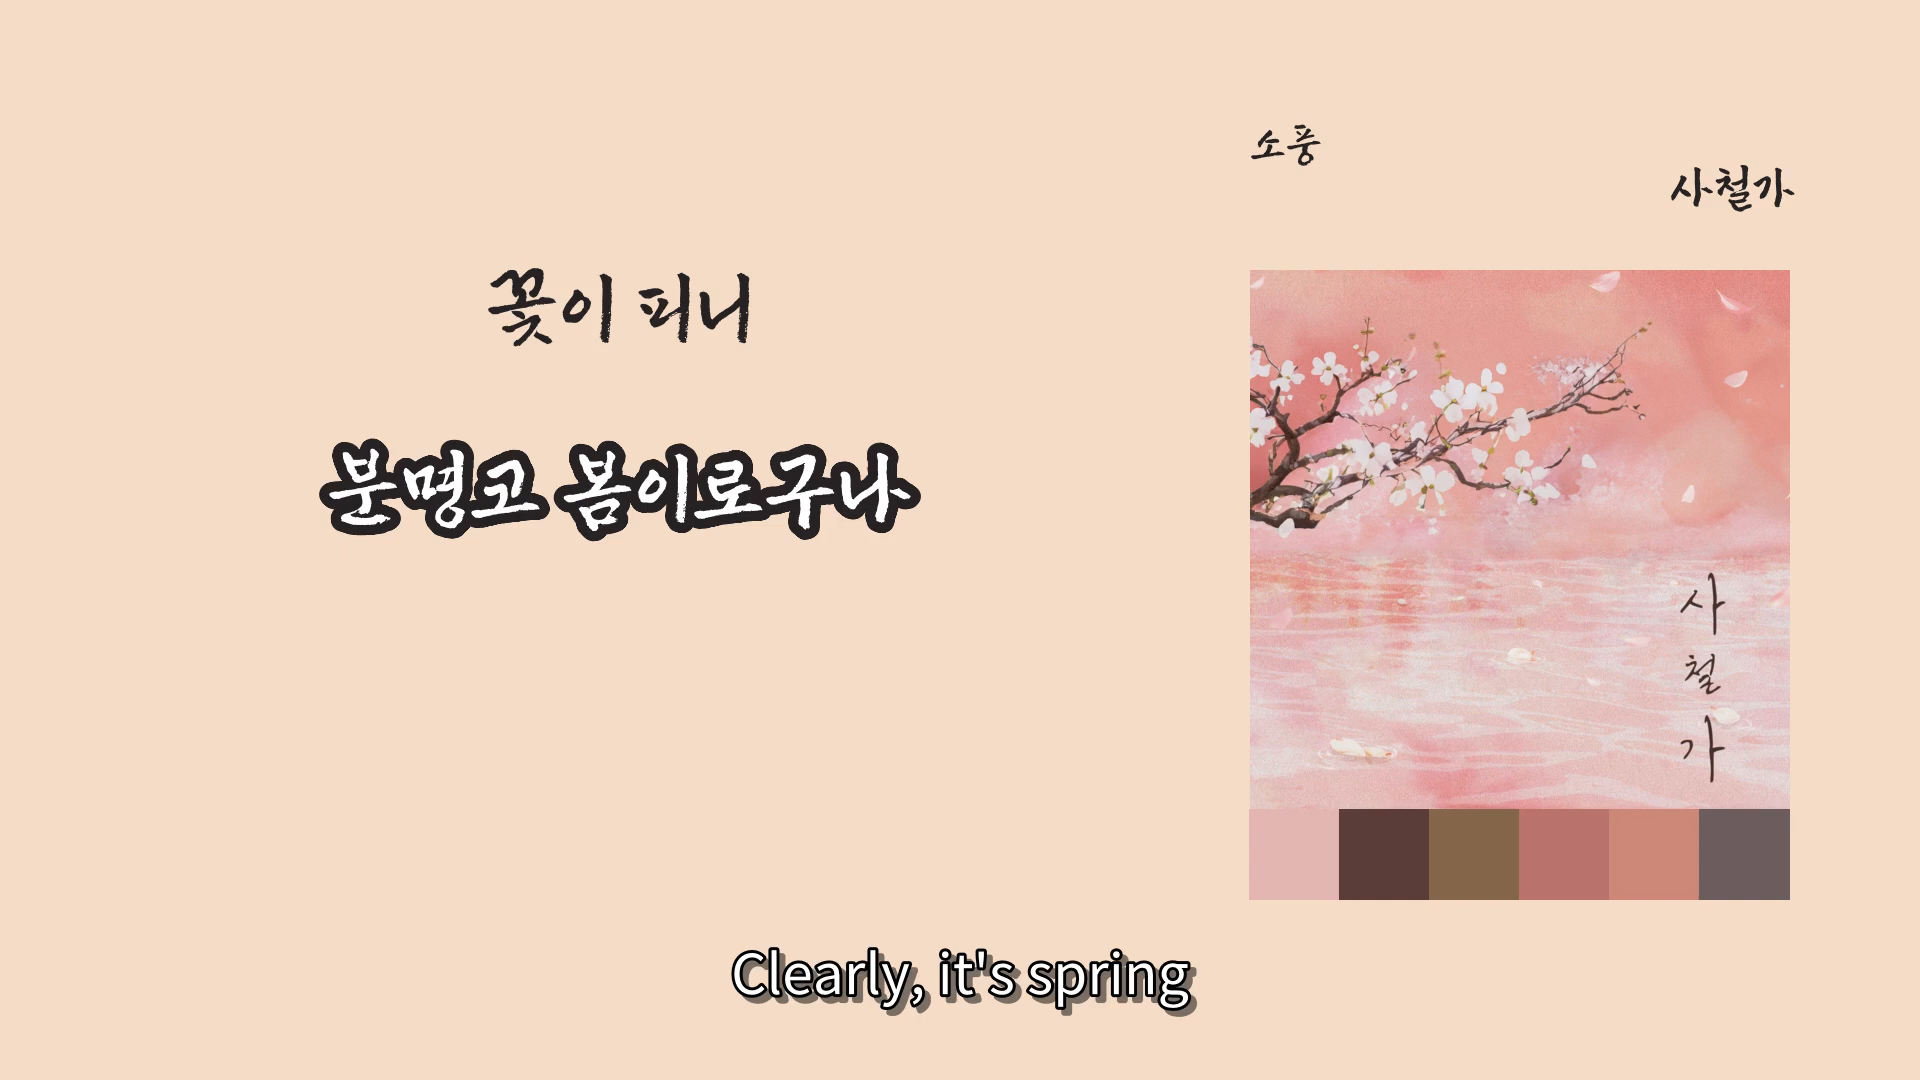 소풍
사철가
꽃이 피니
분명코 봄이로구나
사
철
가
Clearly, it's spring